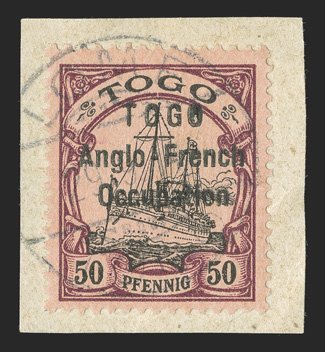 TOGO
TOGO
Anglo-French
Occupation
50 PFENNIG 50